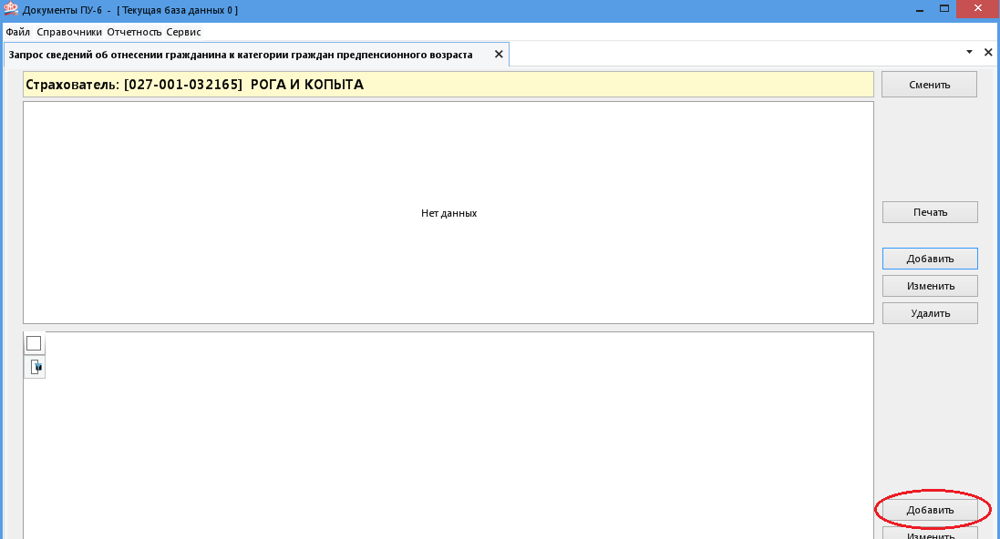 Документы ПУ-6 - [ Текущая база данных 0 ]
Файл Справочники Отчетность Сервис
Запрос сведений об отнесении гражданина к категории граждан предпенсионного возраста
Страхователь: [027-001-032165] РОГА И КОПЫТА
Сменить
Нет данных
Печать
Добавить
Изменить
Удалить
Добавить
Изменить